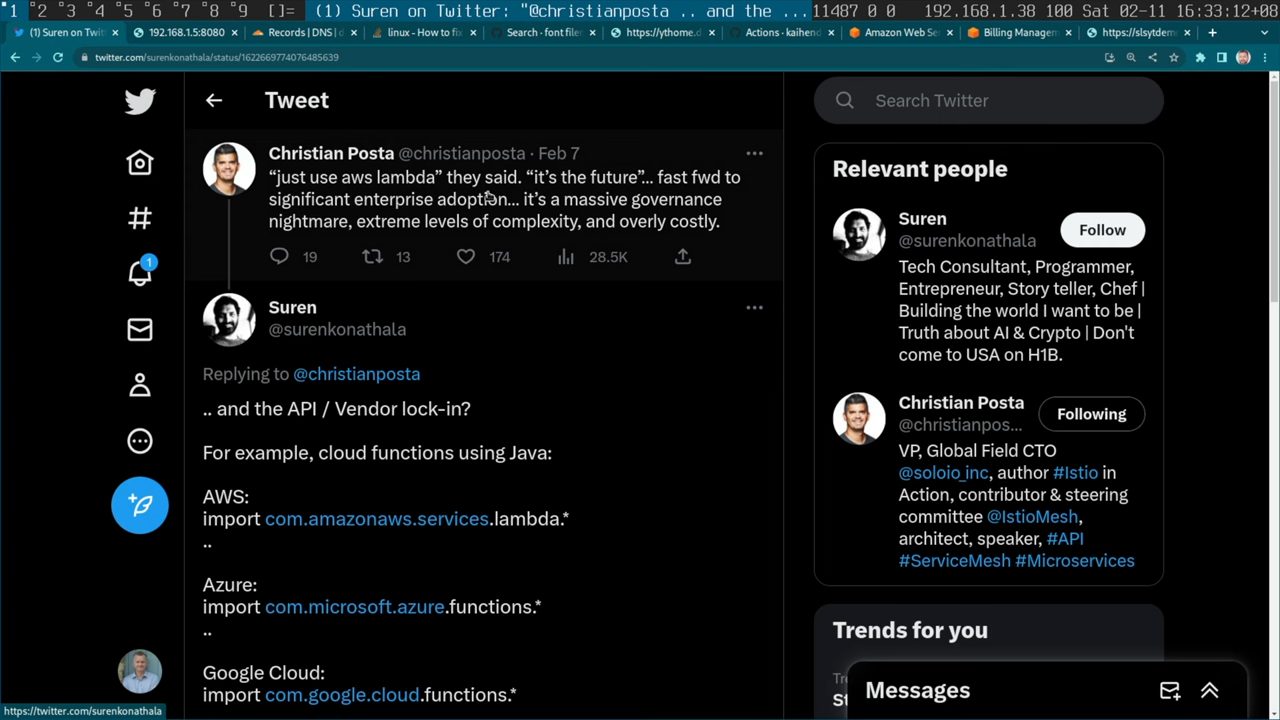 1 2 3 4 5 6 7 8 9 []= (1) Suren on Twitter: "@christianposta .. and the ... 11487 0 0 192.168.1.38 100 Sat 02-11 16:33:12+08
(1) Suren on Twitt × 192.168.1.5:8080 × Records | DNS | d × linux - How to fix × Search · font file × https://ythome.d × Actions · kaihend × Amazon Web Se × Billing Managem × https://slsytdem × +
twitter.com/surenkonathala/status/1622669774076485639
Tweet
Christian Posta @christianposta · Feb 7
“just use aws lambda” they said. “it’s the future”… fast fwd to
significant enterprise adoption… it’s a massive governance
nightmare, extreme levels of complexity, and overly costly.
19 13 174 28.5K
Suren
@surenkonathala
Replying to @christianposta
.. and the API / Vendor lock-in?
For example, cloud functions using Java:
AWS:
import com.amazonaws.services.lambda.*
..
Azure:
import com.microsoft.azure.functions.*
..
Google Cloud:
import com.google.cloud.functions.*
1
Search Twitter
Relevant people
Suren
@surenkonathala
Follow
Tech Consultant, Programmer,
Entrepreneur, Story teller, Chef |
Building the world I want to be |
Truth about AI & Crypto | Don't
come to USA on H1B.
Christian Posta
@christianpos...
Following
VP, Global Field CTO
@soloio_inc, author #Istio in
Action, contributor & steering
committee @IstioMesh,
architect, speaker, #API
#ServiceMesh #Microservices
Trends for you
Messages
https://twitter.com/surenkonathala